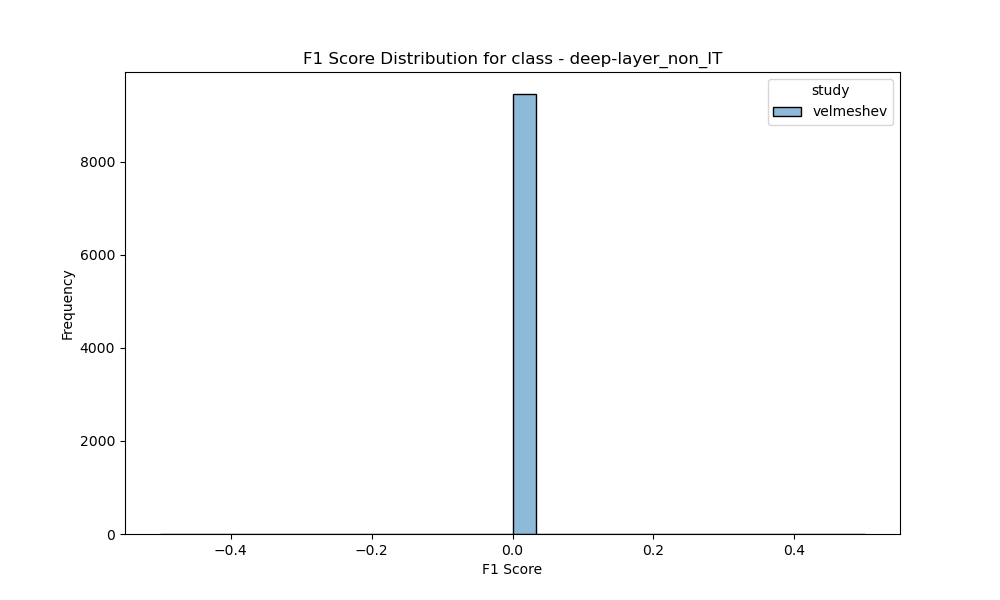 F1 Score Distribution for class - deep-layer_non_IT
study
velmeshev
8000
6000
4000
2000
0
Frequency
−0.4
−0.2
0.0
0.2
0.4
F1 Score